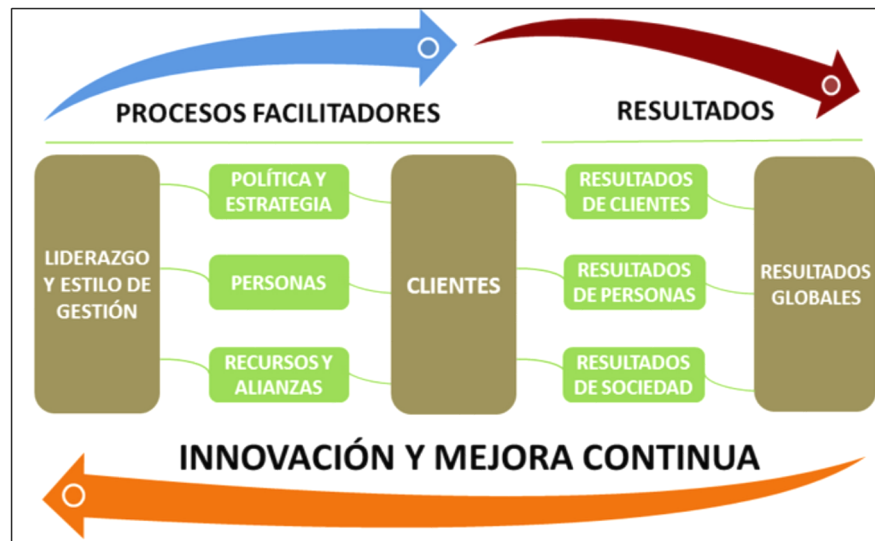 PROCESOS FACILITADORES
RESULTADOS
LIDERAZGO
Y ESTILO DE
GESTIÓN
POLÍTICA Y
ESTRATEGIA
PERSONAS
RECURSOS Y
ALIANZAS
CLIENTES
RESULTADOS
DE CLIENTES
RESULTADOS
DE PERSONAS
RESULTADOS
DE SOCIEDAD
RESULTADOS
GLOBALES
INNOVACIÓN Y MEJORA CONTINUA